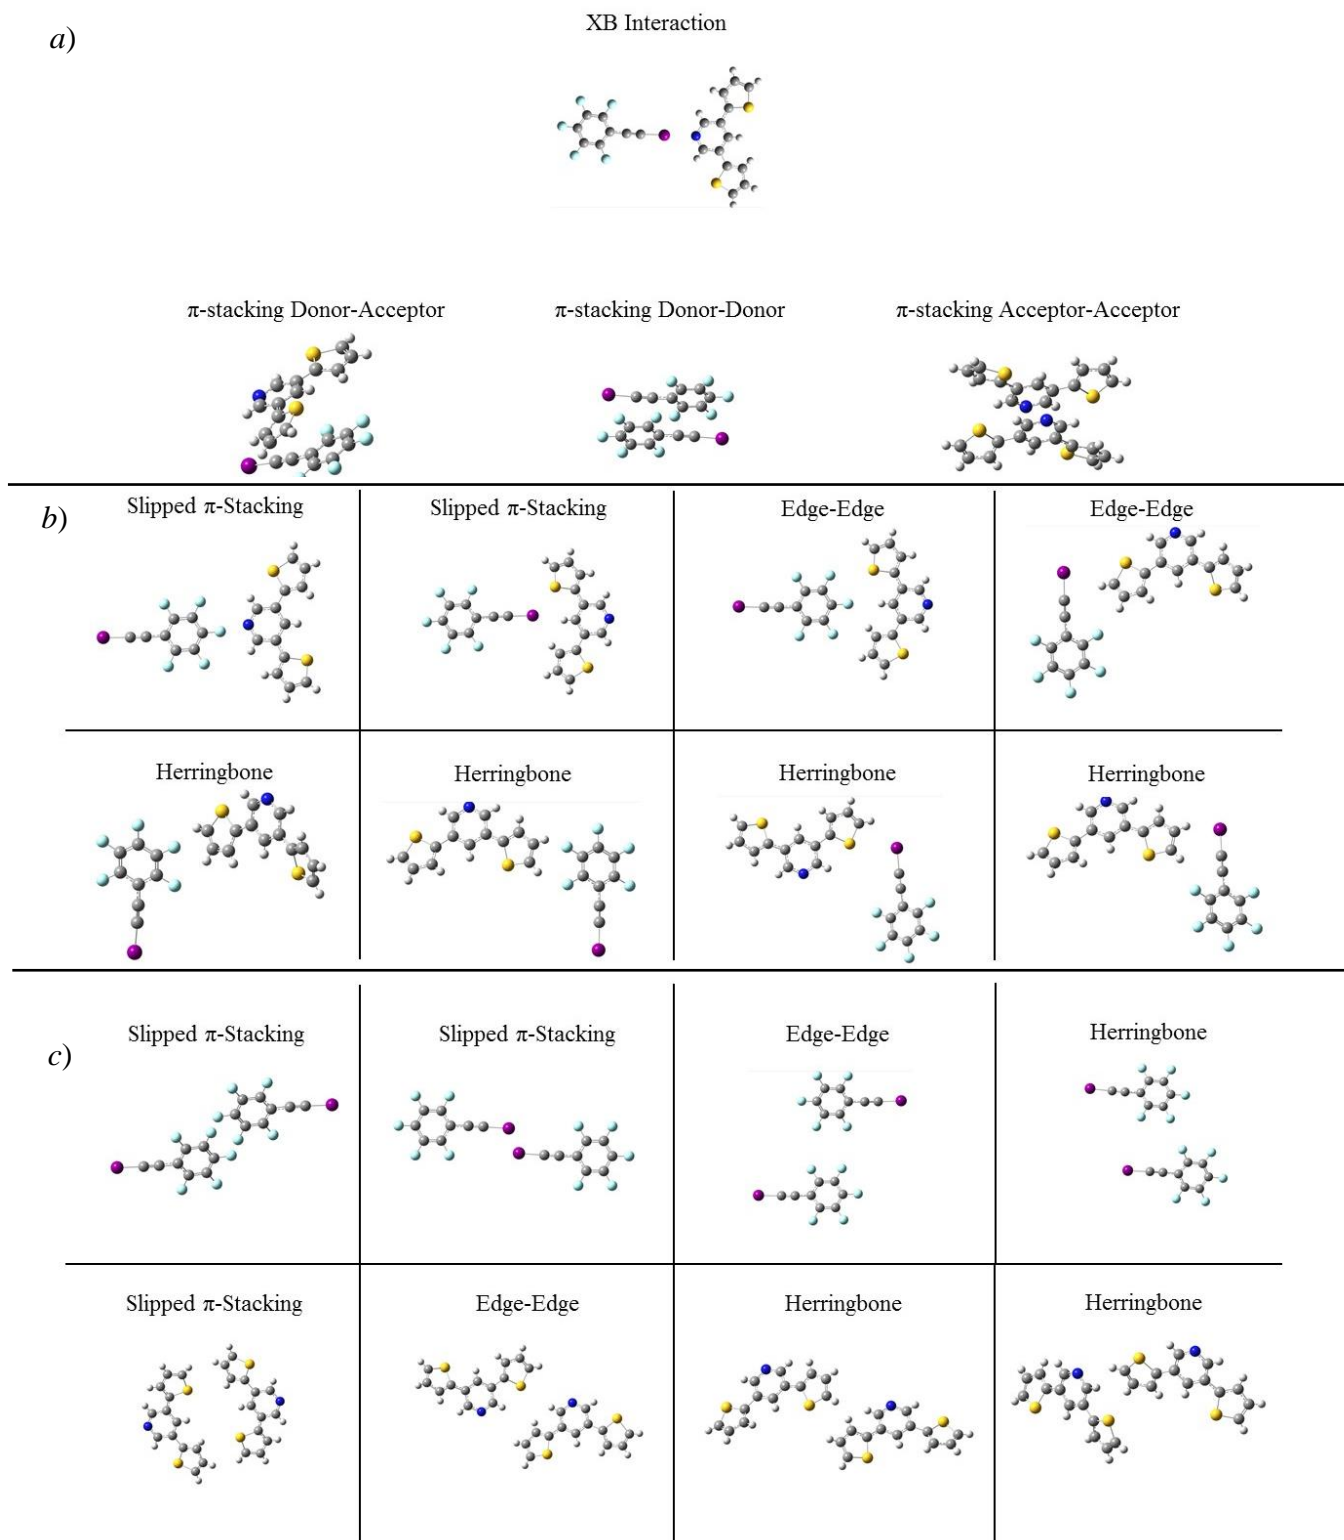 a)
XB Interaction
π-stacking Donor-Acceptor
π-stacking Donor-Donor
π-stacking Acceptor-Acceptor
b)
Slipped π-Stacking
Slipped π-Stacking
Edge-Edge
Edge-Edge
Herringbone
Herringbone
Herringbone
Herringbone
c)
Slipped π-Stacking
Slipped π-Stacking
Edge-Edge
Herringbone
Slipped π-Stacking
Edge-Edge
Herringbone
Herringbone